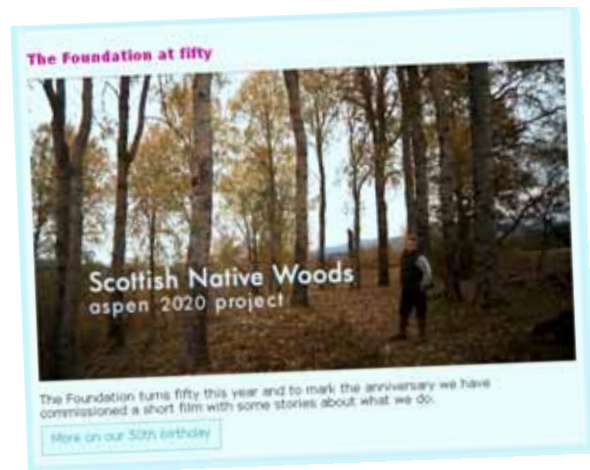 The Foundation at fifty
Scottish Native Woods
aspen 2020 project
The Foundation turns fifty this year and to mark the anniversary we have
commissioned a short film with some stories about what we do.
More on our 50th birthday